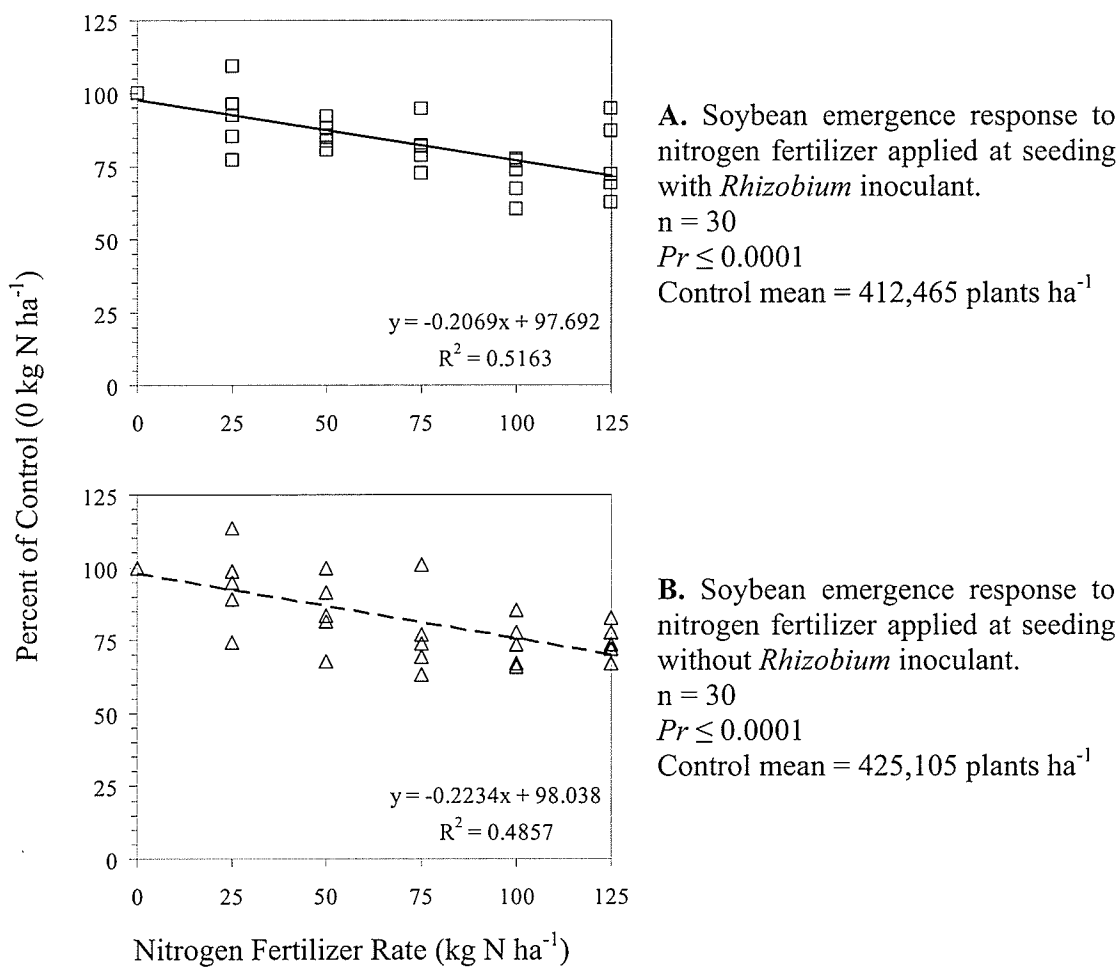 Percent of Control (0 kg N ha⁻¹)
125
100
75
50
25
0
0 25 50 75 100 125
y = -0.2069x + 97.692
R² = 0.5163
A. Soybean emergence response to
nitrogen fertilizer applied at seeding
with Rhizobium inoculant.
n = 30
Pr ≤ 0.0001
Control mean = 412,465 plants ha⁻¹
125
100
75
50
25
0
0 25 50 75 100 125
y = -0.2234x + 98.038
R² = 0.4857
B. Soybean emergence response to
nitrogen fertilizer applied at seeding
without Rhizobium inoculant.
n = 30
Pr ≤ 0.0001
Control mean = 425,105 plants ha⁻¹
Nitrogen Fertilizer Rate (kg N ha⁻¹)